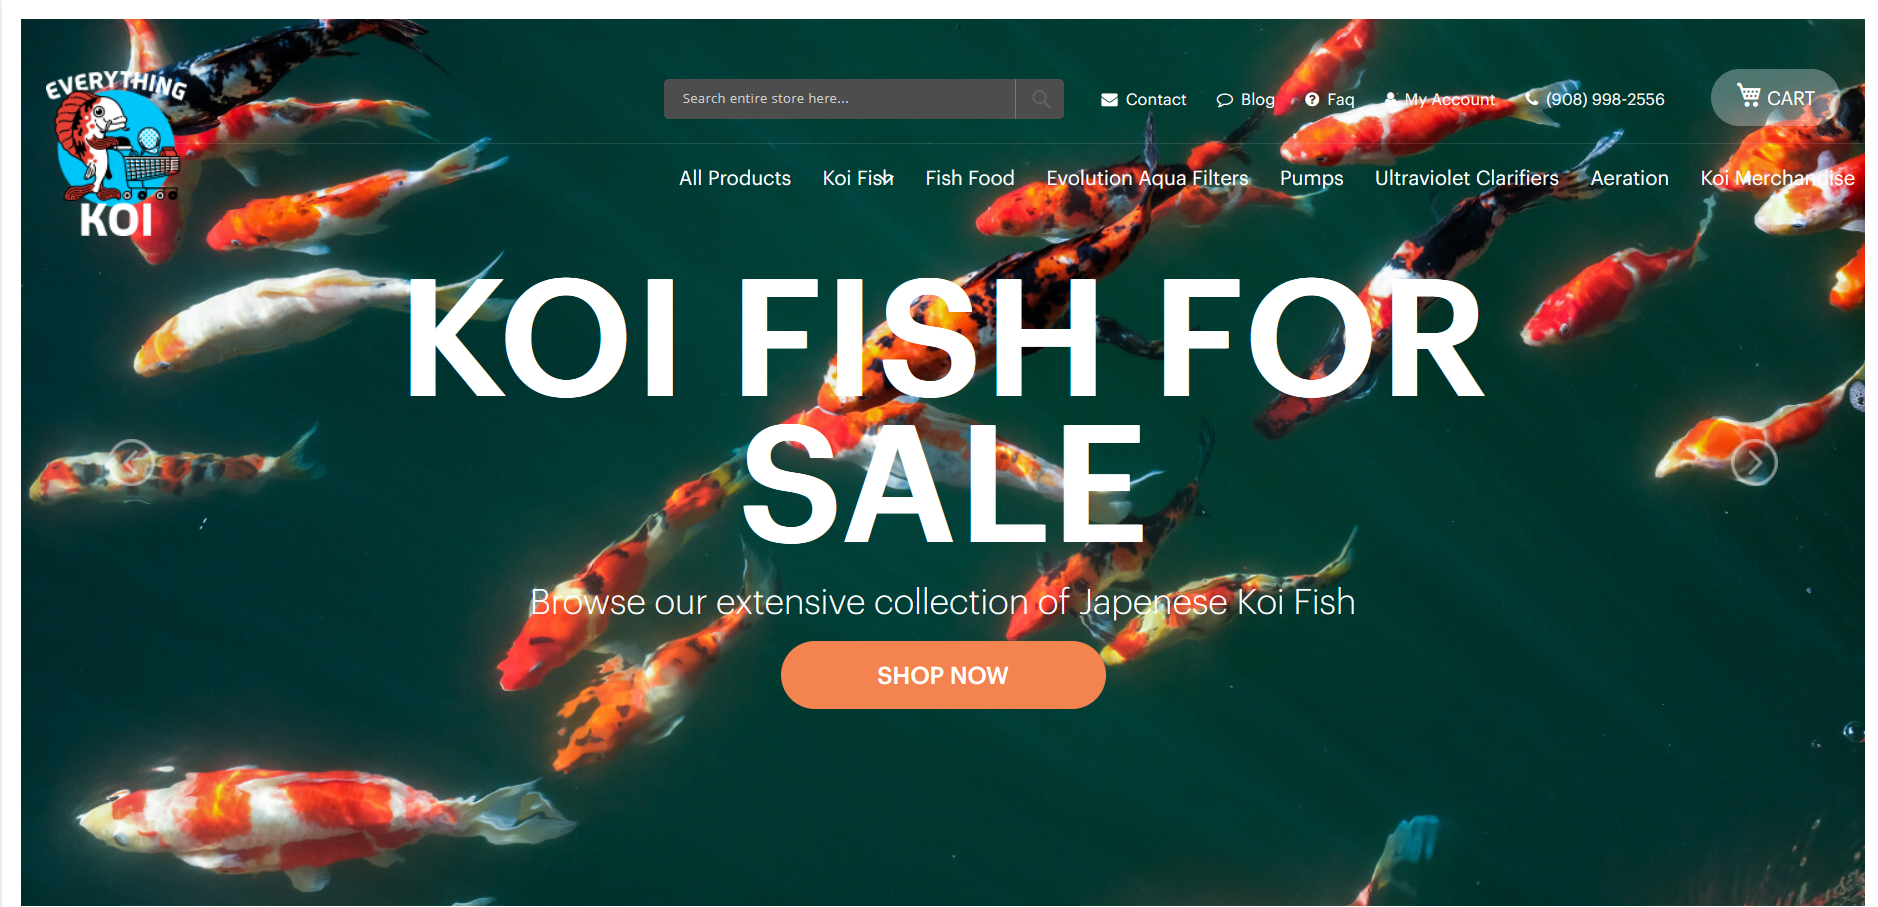 EVERYTHING
KOI
Search entire store here...
Contact
Blog
Faq
My Account
(908) 998-2556
CART
All Products
Koi Fish
Fish Food
Evolution Aqua Filters
Pumps
Ultraviolet Clarifiers
Aeration
Koi Merchandise
KOI FISH FOR
SALE
Browse our extensive collection of Japenese Koi Fish
SHOP NOW